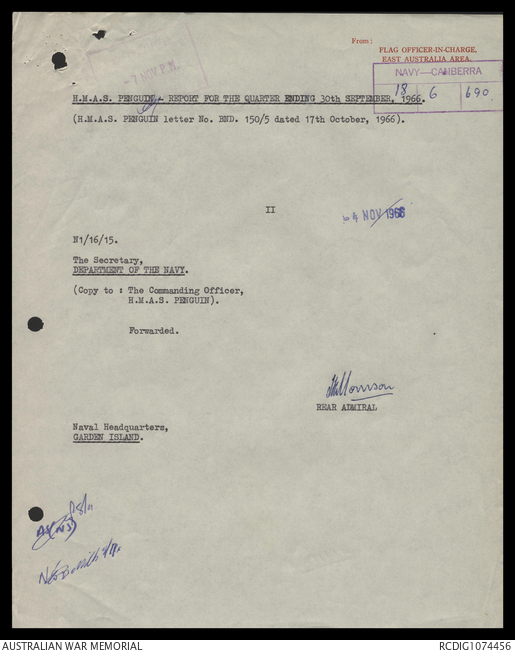 From:
FLAG OFFICER-IN-CHARGE,
EAST AUSTRALIA AREA.
-7 NOV P.M.
NAVY—CANBERRA
18 6 690
H.M.A.S. PENGUIN - REPORT FOR THE QUARTER ENDING 30th SEPTEMBER, 1966.
(H.M.A.S. PENGUIN letter No. BND. 150/5 dated 17th October, 1966).
II
4 NOV 1966
N1/16/15.
The Secretary,
DEPARTMENT OF THE NAVY.
(Copy to : The Commanding Officer,
H.M.A.S. PENGUIN).
Forwarded.
REAR ADMIRAL
Naval Headquarters,
GARDEN ISLAND.
AUSTRALIAN WAR MEMORIAL
RCDIG1074456